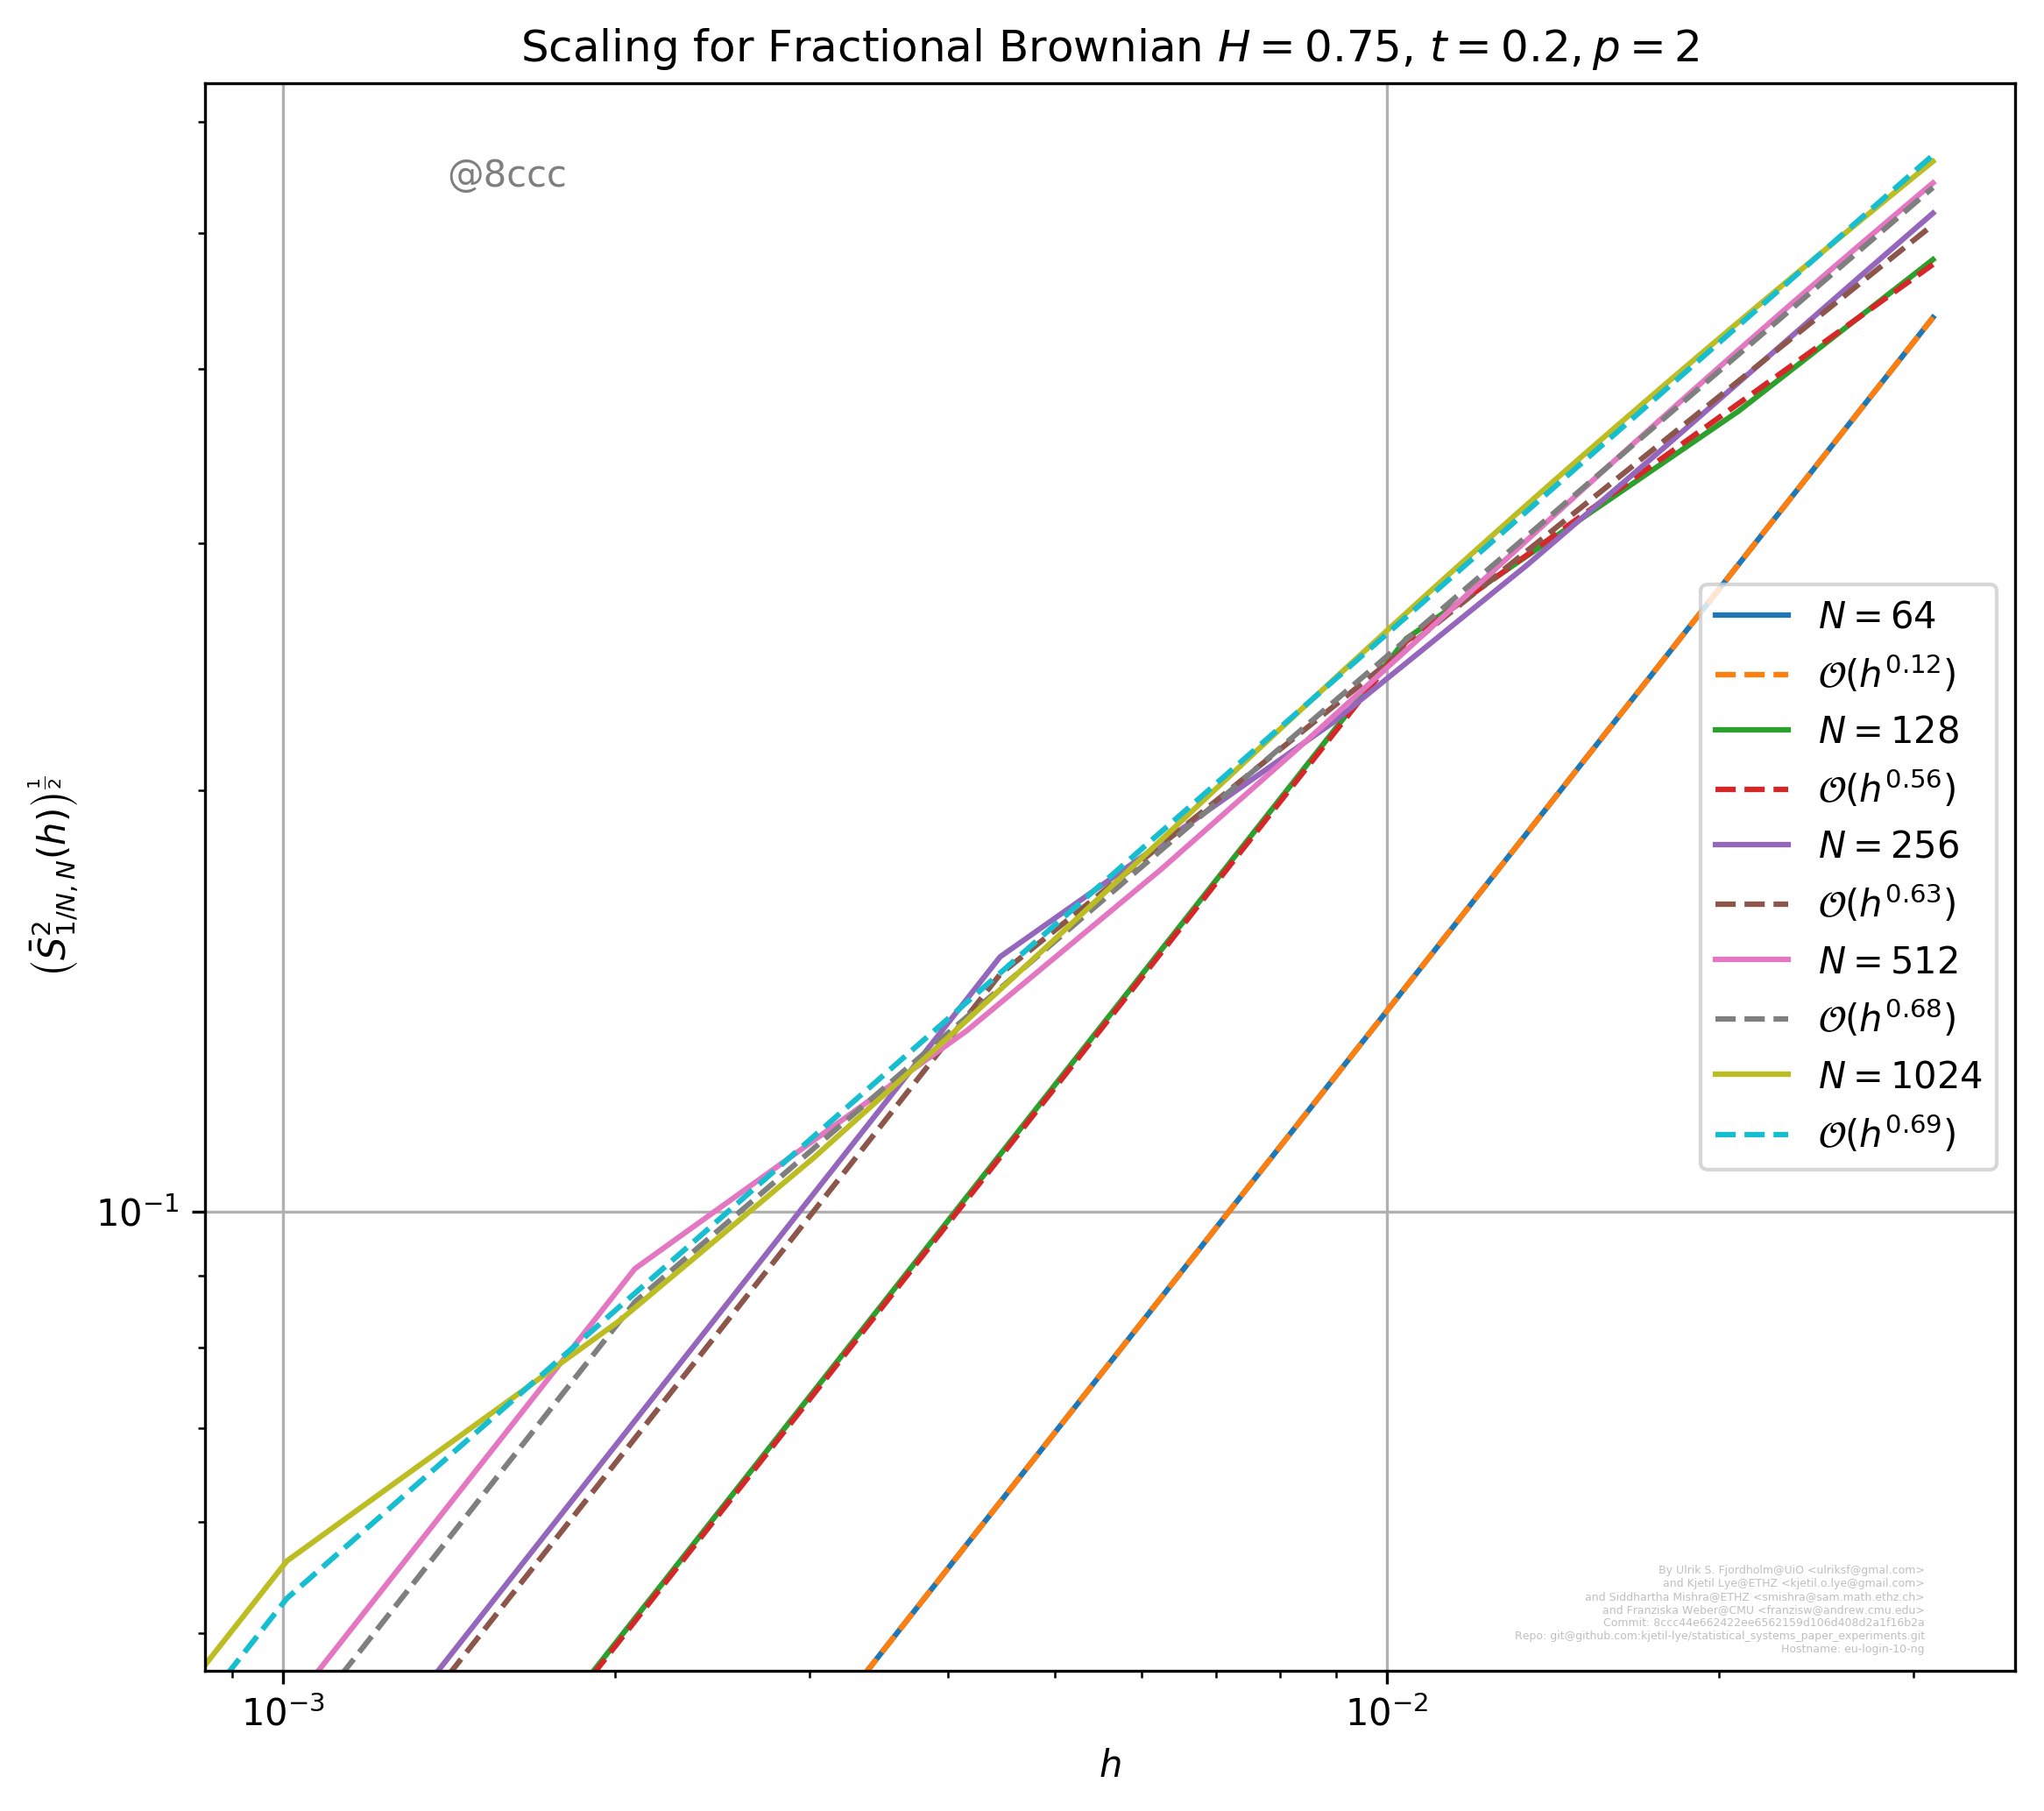 Scaling for Fractional Brownian H = 0.75, t = 0.2, p = 2
@8ccc
(S̄²_{1/N, N}(h))^{1/2}
10⁻¹
10⁻³
10⁻²
h
N = 64
𝒪(h^{0.12})
N = 128
𝒪(h^{0.56})
N = 256
𝒪(h^{0.63})
N = 512
𝒪(h^{0.68})
N = 1024
𝒪(h^{0.69})
By Ulrik S. Fjordholm@UiO <ulriksf@gmal.com>
and Kjetil Lye@ETHZ <kjetil.o.lye@gmail.com>
and Siddhartha Mishra@ETHZ <smishra@sam.math.ethz.ch>
and Franziska Weber@CMU <franzisw@andrew.cmu.edu>
Commit: 8ccc44e662422ee6562159d106d408d2a1f16b2a
Repo: git@github.com:kjetil-lye/statistical_systems_paper_experiments.git
Hostname: eu-login-10-ng